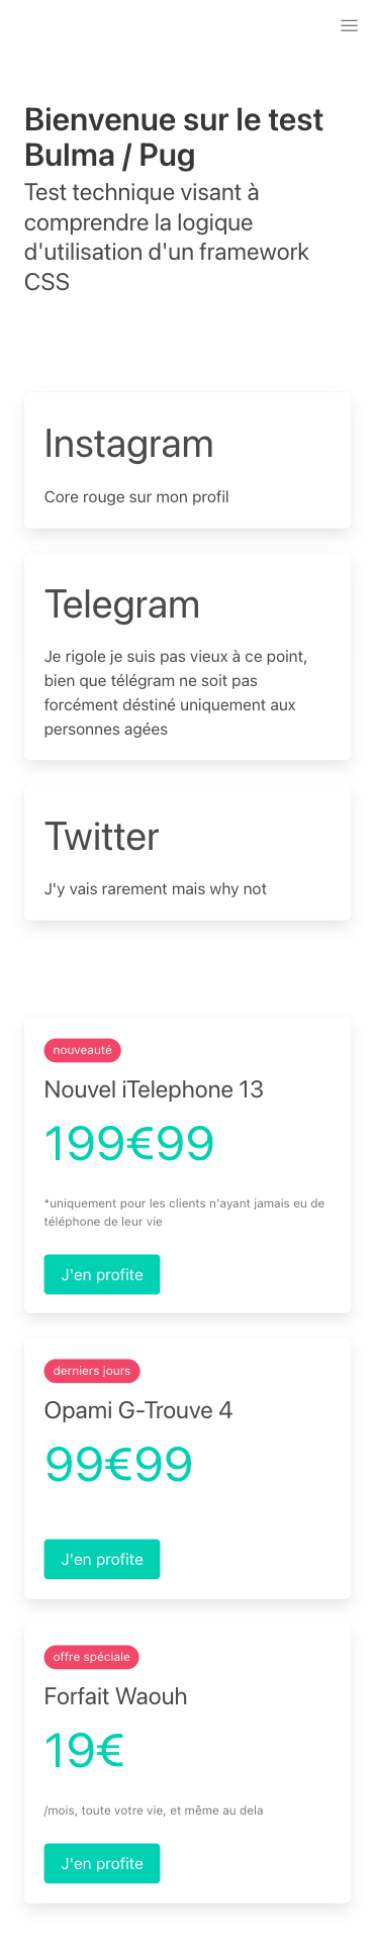 Bienvenue sur le test
Bulma / Pug
Test technique visant à
comprendre la logique
d'utilisation d'un framework
CSS
Instagram
Core rouge sur mon profil
Telegram
Je rigole je suis pas vieux à ce point,
bien que télégram ne soit pas
forcément déstiné uniquement aux
personnes agées
Twitter
J'y vais rarement mais why not
nouveauté
Nouvel iTelephone 13
199€99
*uniquement pour les clients n'ayant jamais eu de
téléphone de leur vie
J'en profite
derniers jours
Opami G-Trouve 4
99€99
J'en profite
offre spéciale
Forfait Waouh
19€
/mois, toute votre vie, et même au dela
J'en profite